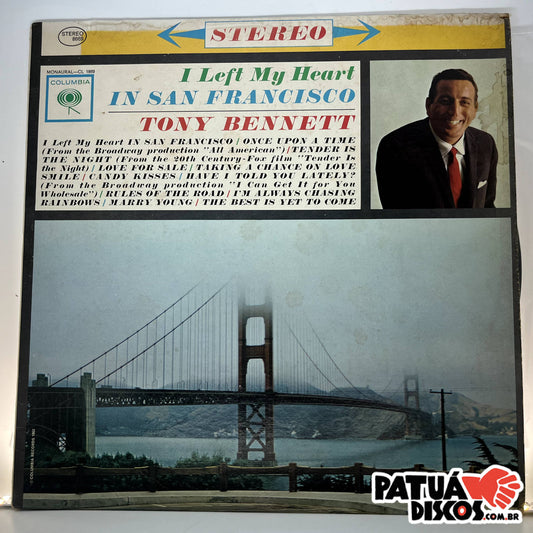 STEREO
8669
STEREO
MONAURAL—CL 1869
COLUMBIA
I Left My Heart
IN SAN FRANCISCO
TONY BENNETT
I Left My Heart IN SAN FRANCISCO / ONCE UPON A TIME
(From the Broadway production "All American") / TENDER IS
THE NIGHT (From the 20th Century-Fox film "Tender Is
the Night) / LOVE FOR SALE / TAKING A CHANCE ON LOVE
SMILE / CANDY KISSES / HAVE I TOLD YOU LATELY?
(From the Broadway production "I Can Get It for You
Wholesale") / RULES OF THE ROAD / I'M ALWAYS CHASING
RAINBOWS / MARRY YOUNG / THE BEST IS YET TO COME
© COLUMBIA RECORDS 1962
PATUÁ
DISCOS.COM.BR